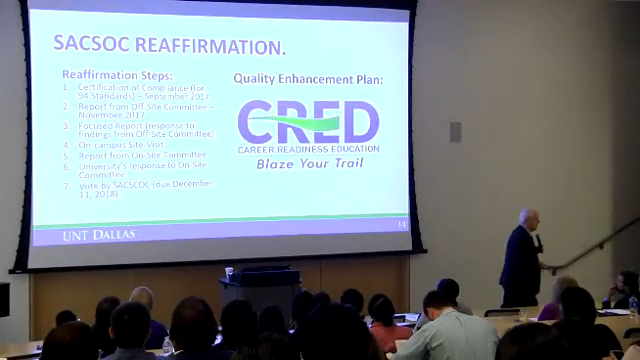 SACSOC REAFFIRMATION.
Reaffirmation Steps:
1. Certification of Compliance (for
94 Standards) – September 2017
2. Report from Off-Site Committee –
November 2017
3. Focused Report (response to
findings from Off-Site Committee)
4. On-campus Site-Visit
5. Report from On-Site Committee
6. University's response to On-Site
Committee
7. Vote by SACSCOC (due December
11, 2018)
Quality Enhancement Plan:
CRED
CAREER READINESS EDUCATION
Blaze Your Trail
UNT DALLAS
14